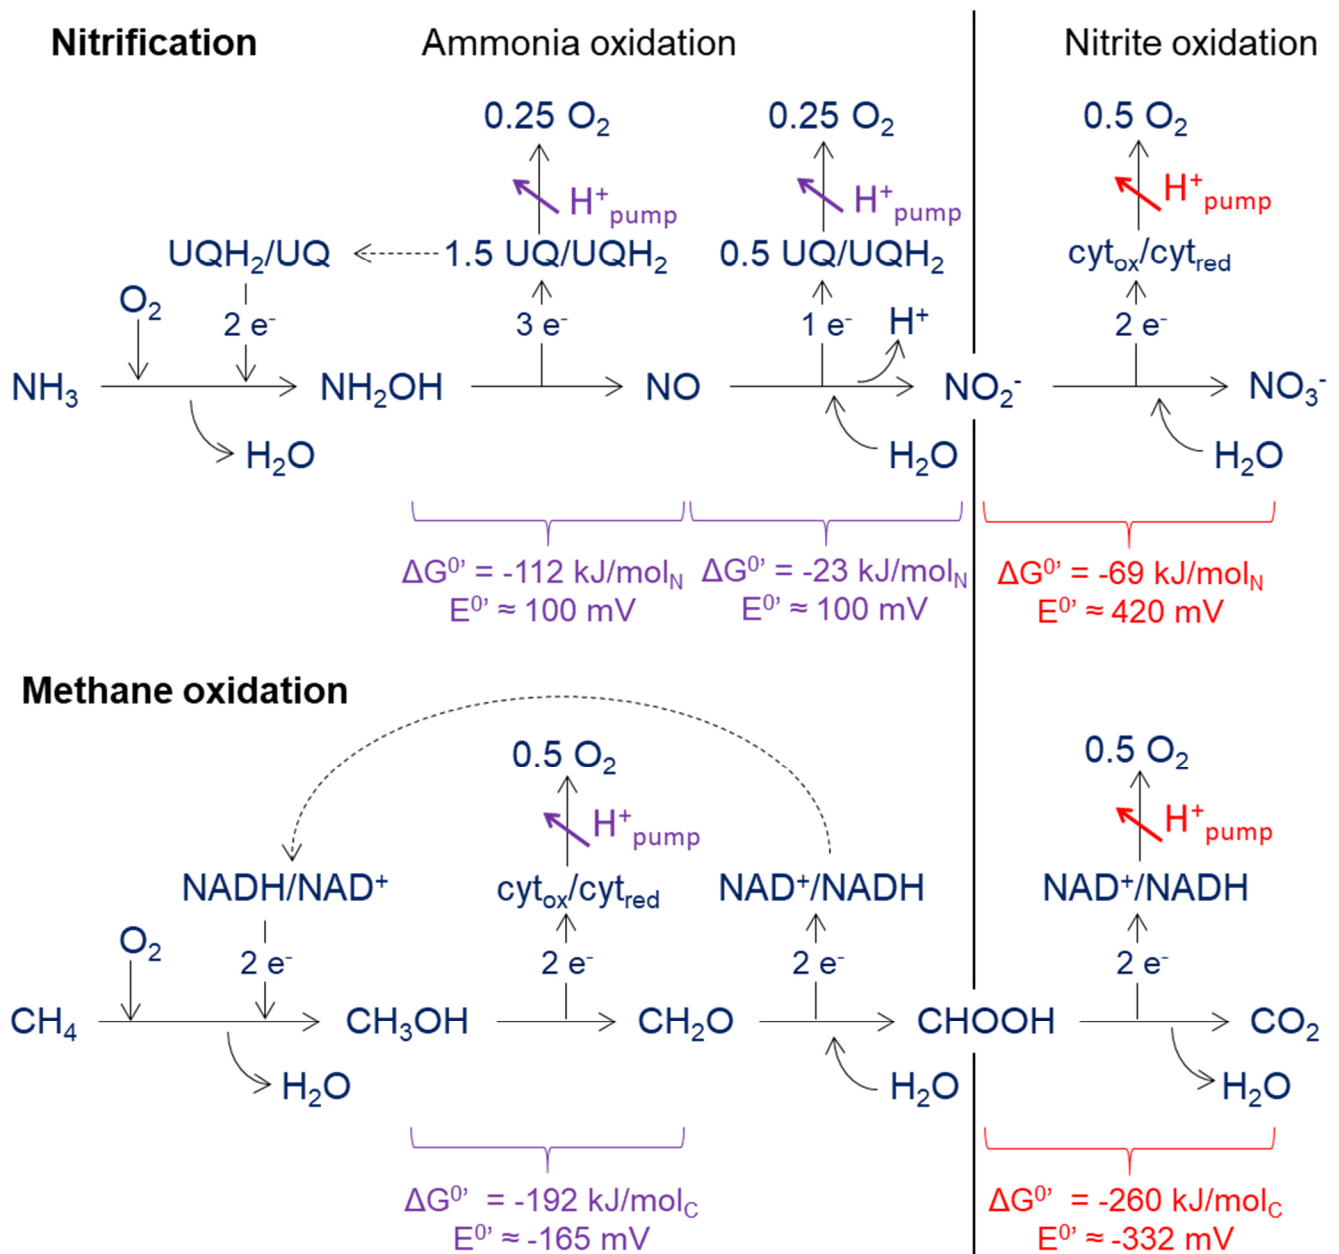 Nitrification Ammonia oxidation Nitrite oxidation
0.25 O₂ 0.25 O₂ 0.5 O₂
H⁺pump H⁺pump H⁺pump
UQH₂/UQ 1.5 UQ/UQH₂ 0.5 UQ/UQH₂ cytox/cytred
O₂ 2 e⁻ 3 e⁻ 1 e⁻ H⁺ 2 e⁻
NH₃ NH₂OH NO NO₂⁻ NO₃⁻
H₂O H₂O H₂O
ΔG⁰' = -112 kJ/molN ΔG⁰' = -23 kJ/molN ΔG⁰' = -69 kJ/molN
E⁰' ≈ 100 mV E⁰' ≈ 100 mV E⁰' ≈ 420 mV
Methane oxidation
0.5 O₂ 0.5 O₂
H⁺pump H⁺pump
NADH/NAD⁺ cytox/cytred NAD⁺/NADH NAD⁺/NADH
O₂ 2 e⁻ 2 e⁻ 2 e⁻ 2 e⁻
CH₄ CH₃OH CH₂O CHOOH CO₂
H₂O H₂O H₂O
ΔG⁰' = -192 kJ/molC ΔG⁰' = -260 kJ/molC
E⁰' ≈ -165 mV E⁰' ≈ -332 mV